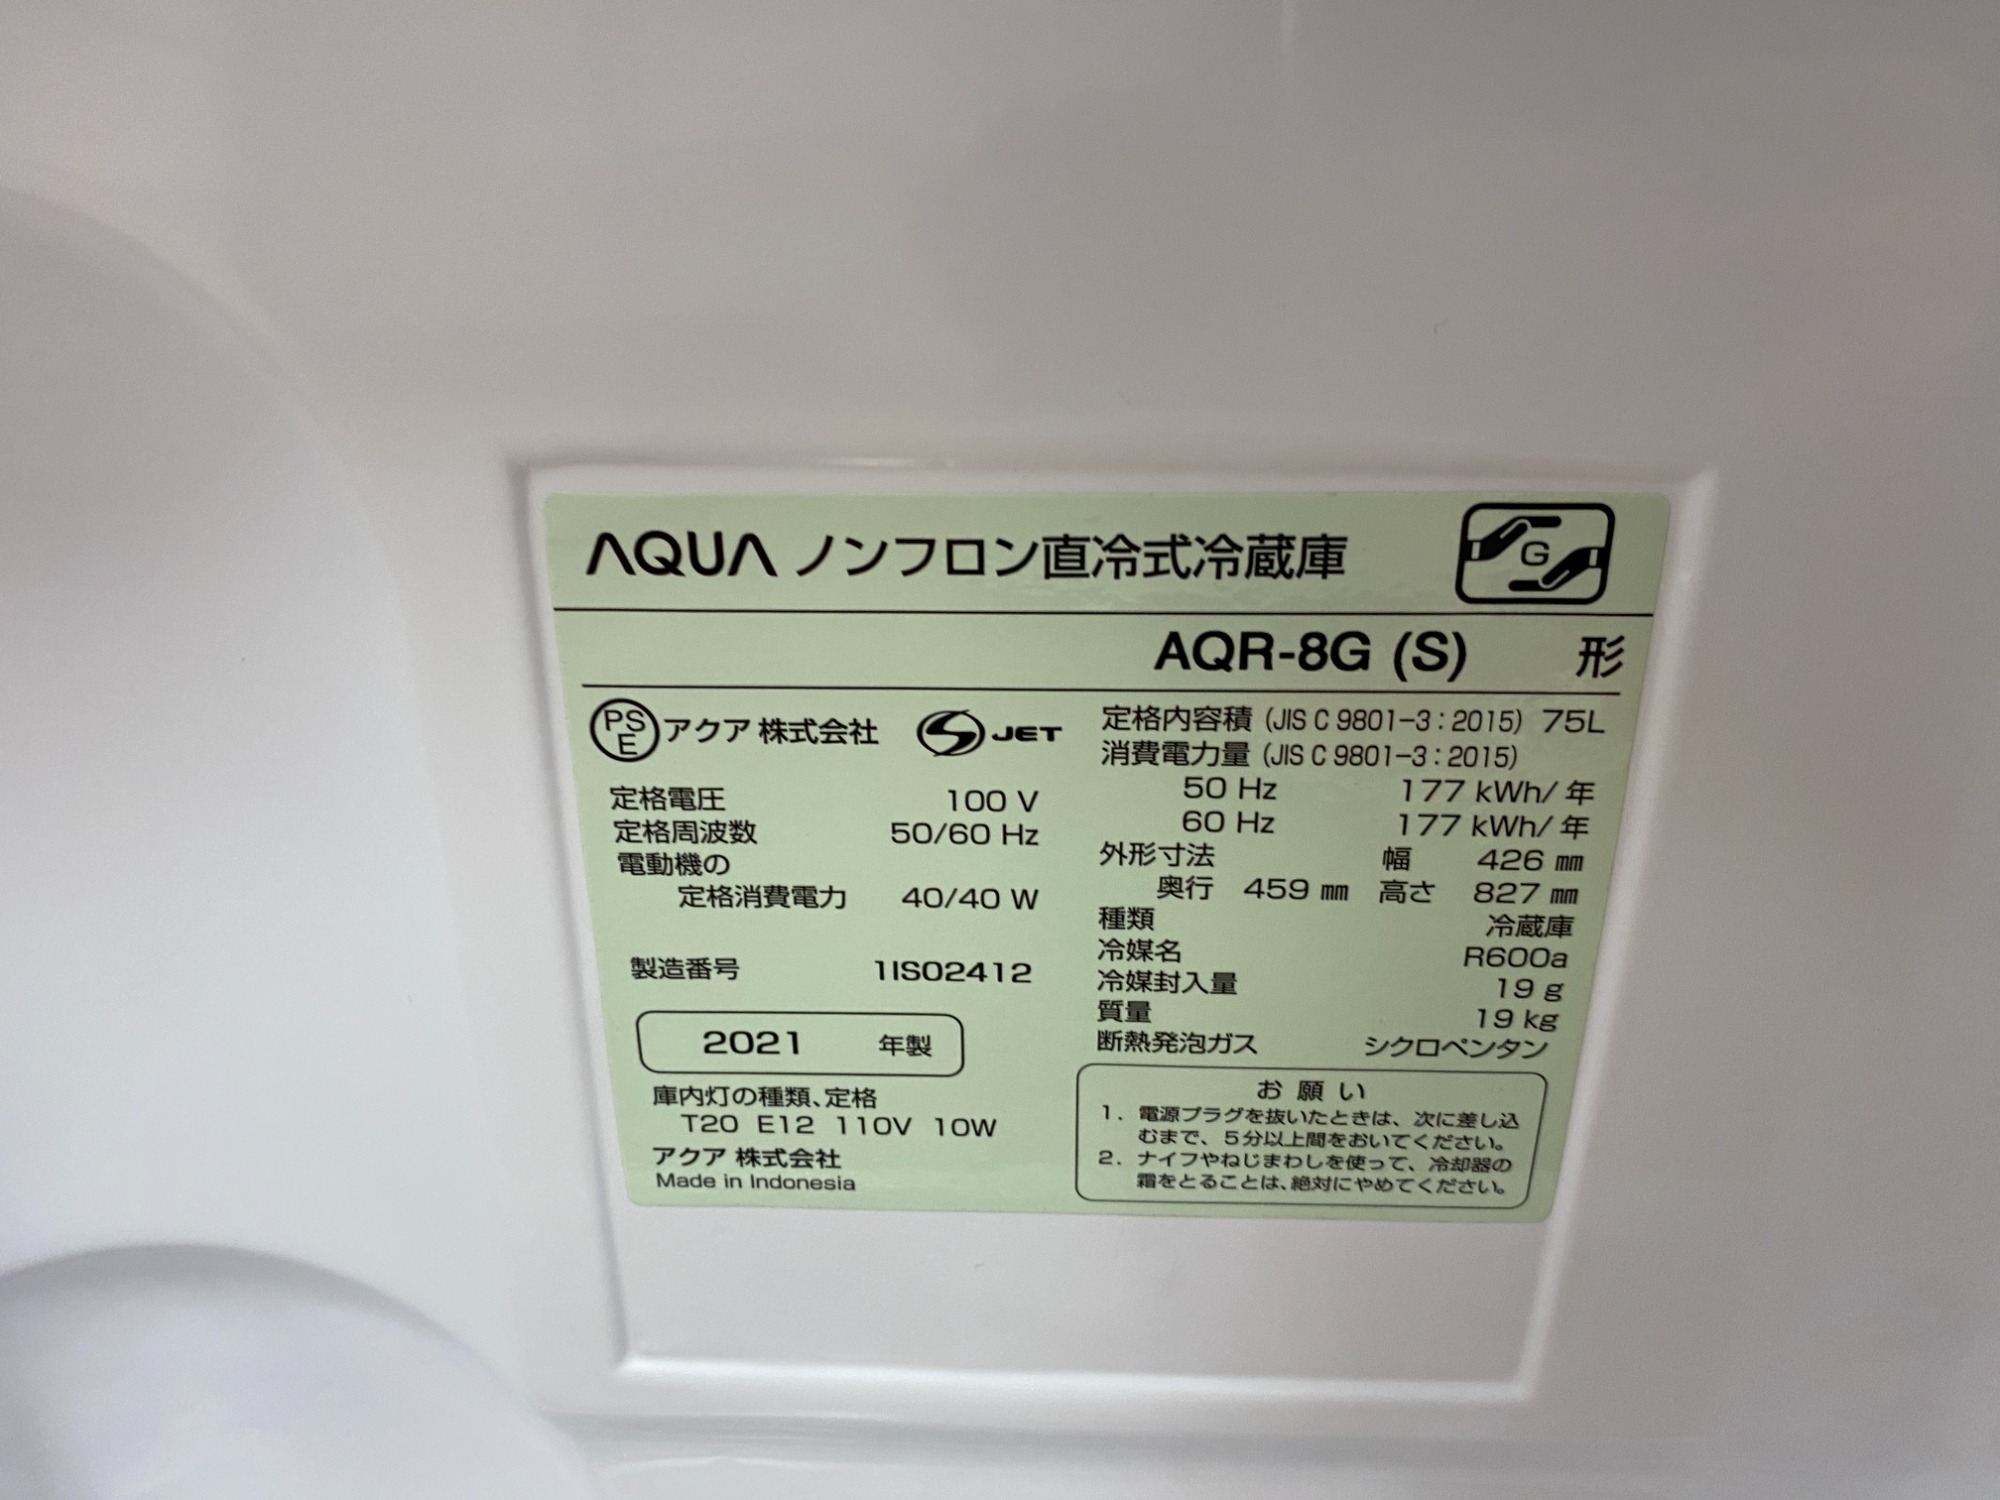 AQUA ノンフロン直冷式冷蔵庫
G
AQR-8G (S) 形
PS
E
アクア 株式会社
S JET
定格電圧 100 V
定格周波数 50/60 Hz
電動機の
定格消費電力 40/40 W
製造番号 1IS02412
2021 年製
庫内灯の種類、定格
T20 E12 110V 10W
アクア 株式会社
Made in Indonesia
定格内容積 (JIS C 9801-3:2015) 75L
消費電力量 (JIS C 9801-3:2015)
50 Hz 177 kWh/年
60 Hz 177 kWh/年
外形寸法 幅 426 mm
奥行 459 mm 高さ 827 mm
種類 冷蔵庫
冷媒名 R600a
冷媒封入量 19 g
質量 19 kg
断熱発泡ガス シクロペンタン
お願い
1. 電源プラグを抜いたときは、次に差し込
むまで、5分以上間をおいてください。
2. ナイフやねじまわしを使って、冷却器の
霜をとることは、絶対にやめてください。